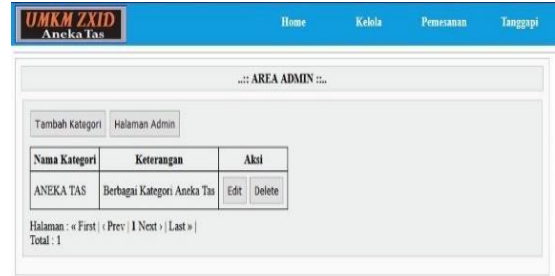 UMKM ZXID
Aneka Tas
Home Kelola Pemesanan Tanggapi
..:: AREA ADMIN ::..
Tambah Kategori Halaman Admin
Nama Kategori Keterangan Aksi
ANEKA TAS Berbagai Kategori Aneka Tas Edit Delete
Halaman : « First | ‹ Prev | 1 Next › | Last » |
Total : 1